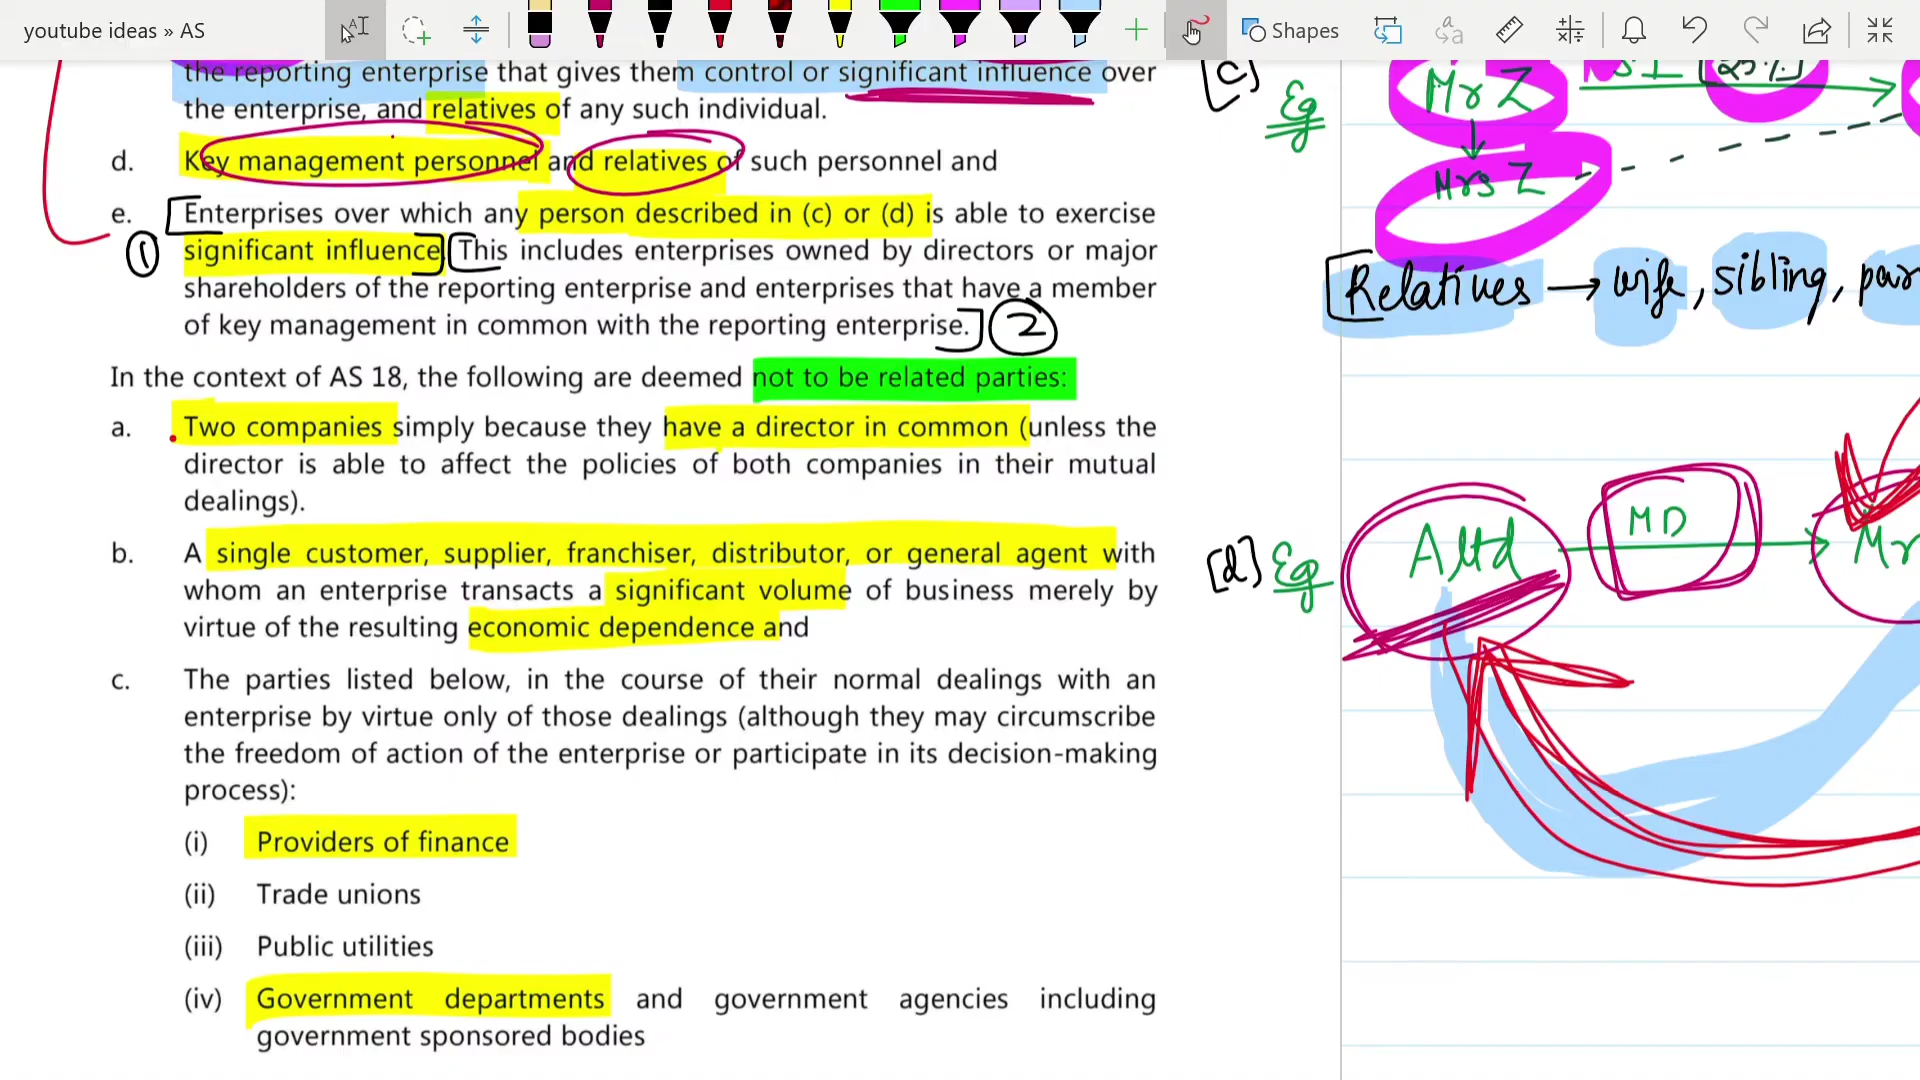 youtube ideas » AS
Shapes
the reporting enterprise that gives them control or significant influence over
the enterprise, and relatives of any such individual.
d. Key management personnel and relatives of such personnel and
e. Enterprises over which any person described in (c) or (d) is able to exercise
① significant influence. This includes enterprises owned by directors or major
shareholders of the reporting enterprise and enterprises that have a member
of key management in common with the reporting enterprise. ②
In the context of AS 18, the following are deemed not to be related parties:
a. Two companies simply because they have a director in common (unless the
director is able to affect the policies of both companies in their mutual
dealings).
b. A single customer, supplier, franchiser, distributor, or general agent with
whom an enterprise transacts a significant volume of business merely by
virtue of the resulting economic dependence and
c. The parties listed below, in the course of their normal dealings with an
enterprise by virtue only of those dealings (although they may circumscribe
the freedom of action of the enterprise or participate in its decision-making
process):
(i) Providers of finance
(ii) Trade unions
(iii) Public utilities
(iv) Government departments and government agencies including
government sponsored bodies
[c] Eg Mr Z [25%]
Mrs Z
Relatives → wife, sibling,
[d] Eg A ltd MD Mr